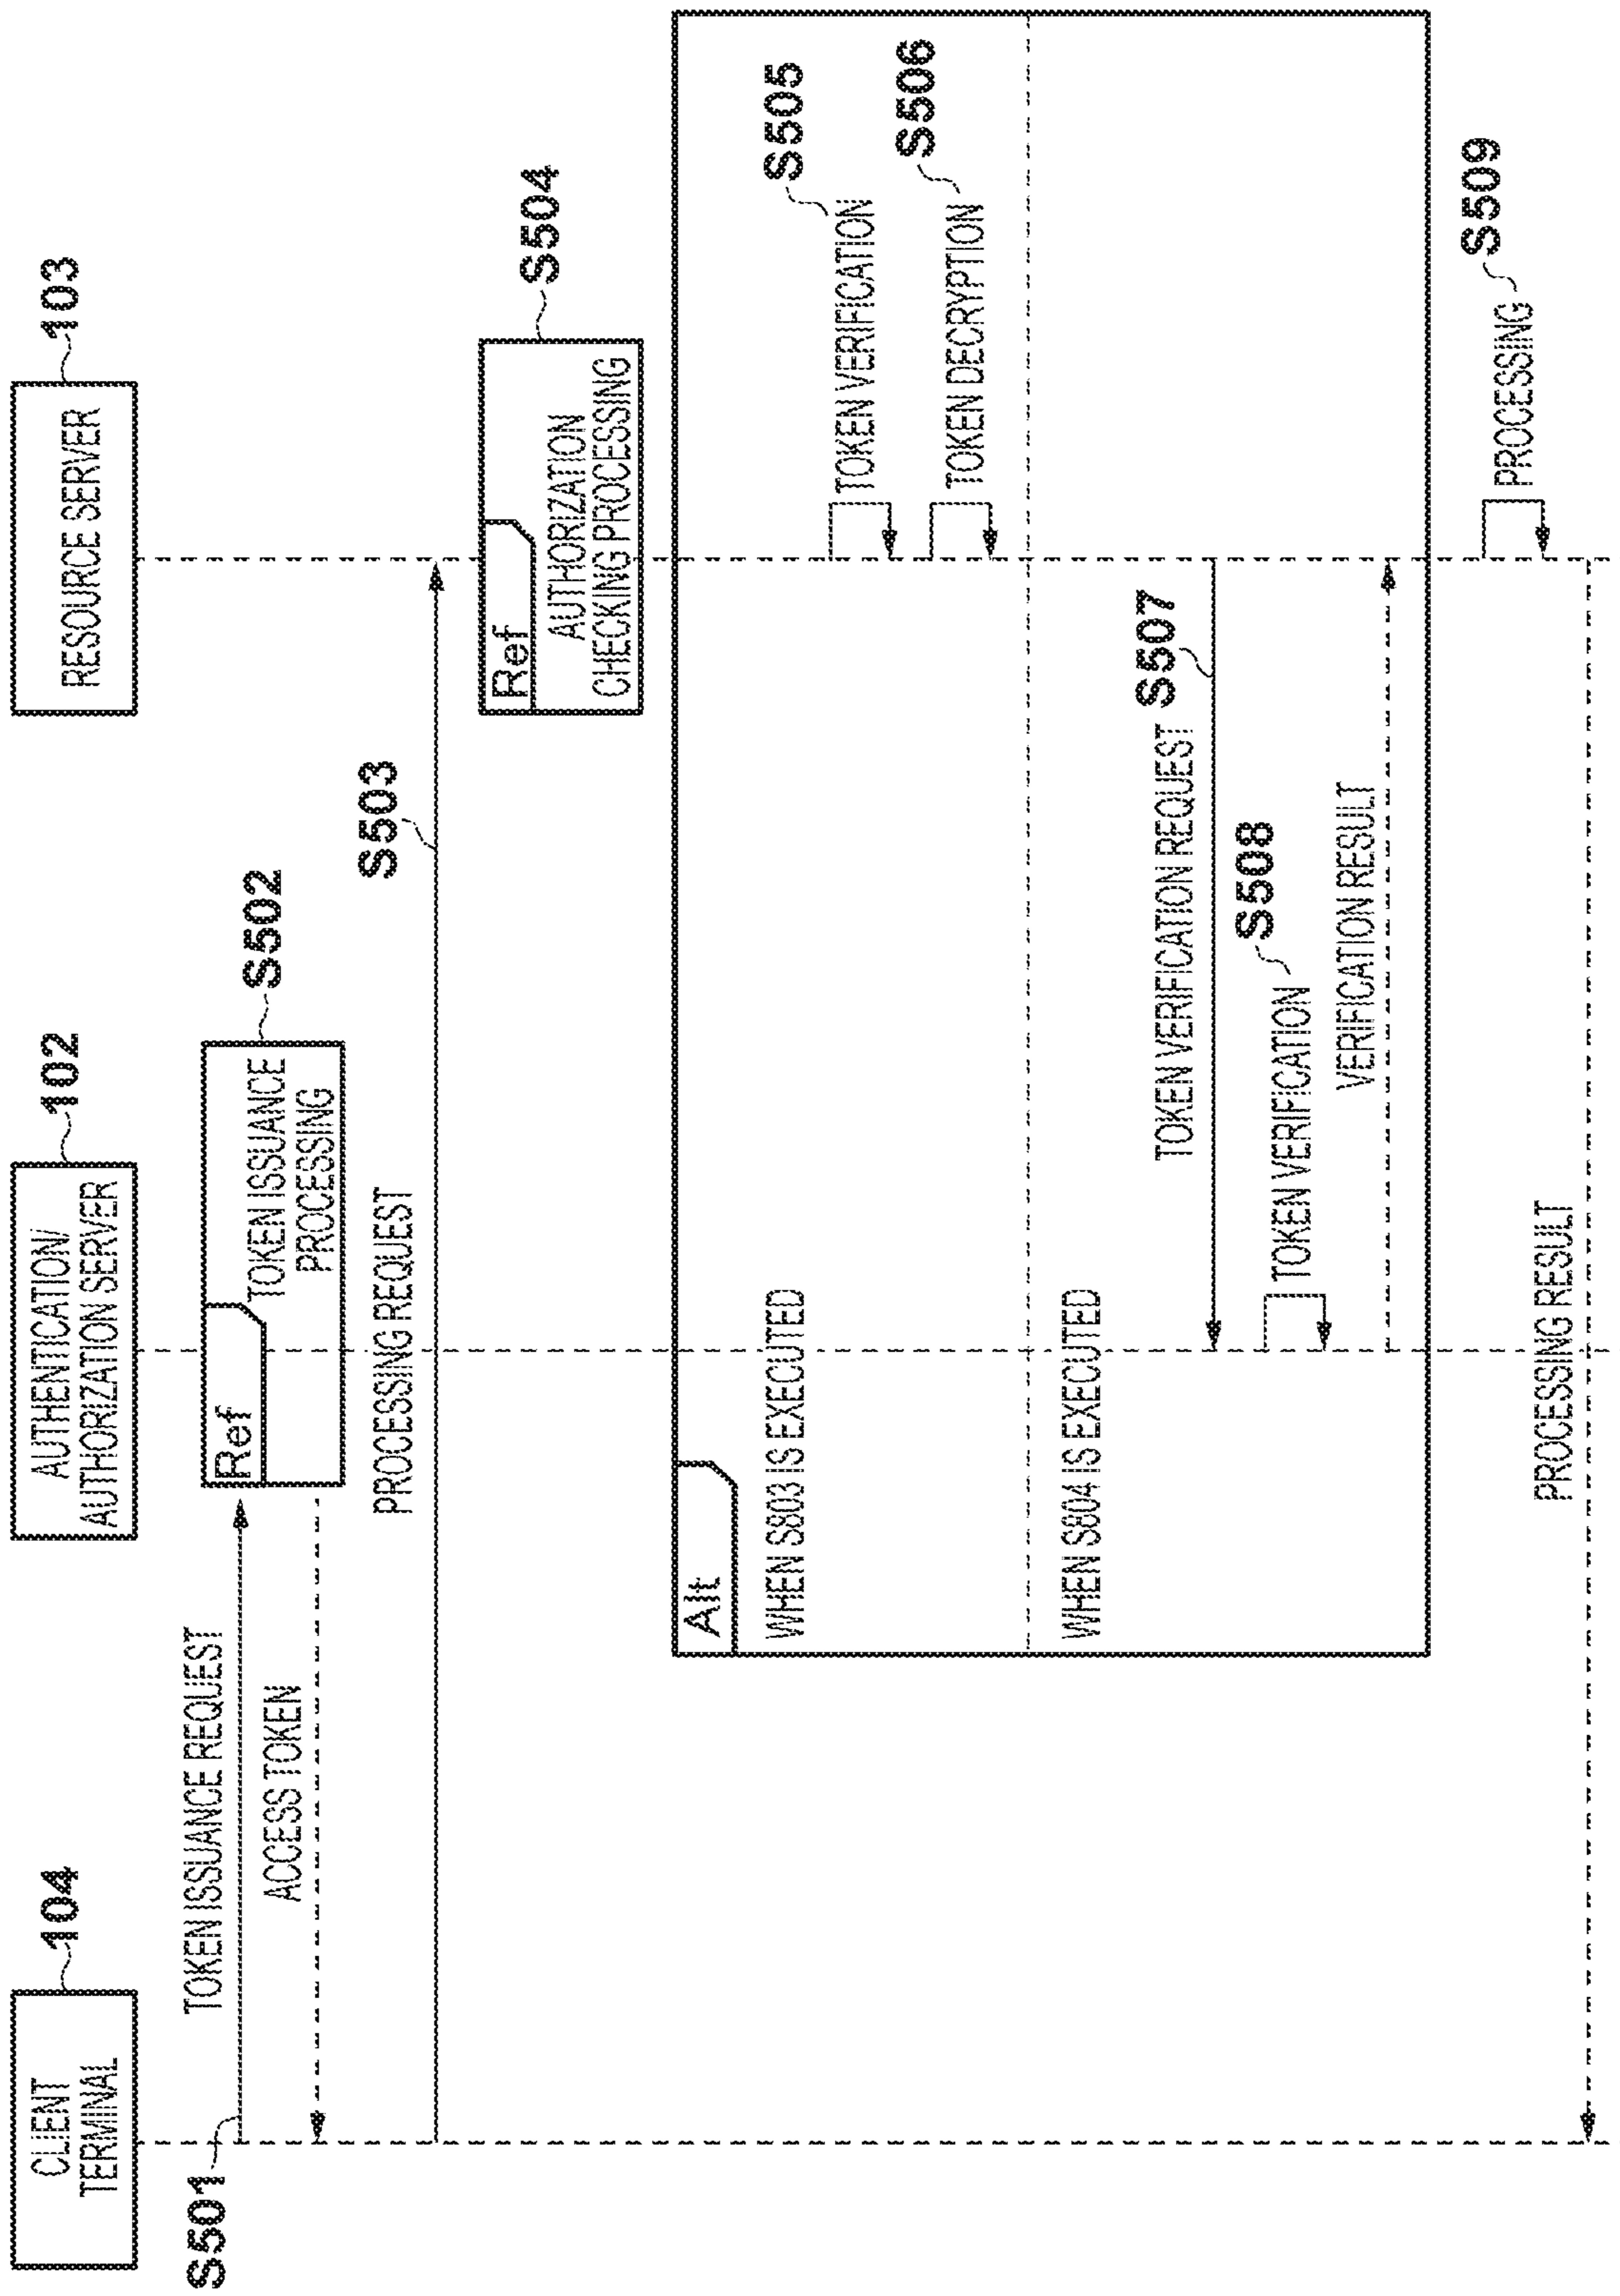 CLIENT
TERMINAL
104
AUTHENTICATION/
AUTHORIZATION SERVER
102
RESOURCE SERVER
103
S501
TOKEN ISSUANCE REQUEST
Ref
TOKEN ISSUANCE
PROCESSING
S502
ACCESS TOKEN
PROCESSING REQUEST
S503
Ref
AUTHORIZATION
CHECKING PROCESSING
S504
Alt
WHEN S803 IS EXECUTED
TOKEN VERIFICATION
S505
TOKEN DECRYPTION
S506
WHEN S804 IS EXECUTED
TOKEN VERIFICATION REQUEST
S507
TOKEN VERIFICATION
S508
VERIFICATION RESULT
PROCESSING
S509
PROCESSING RESULT